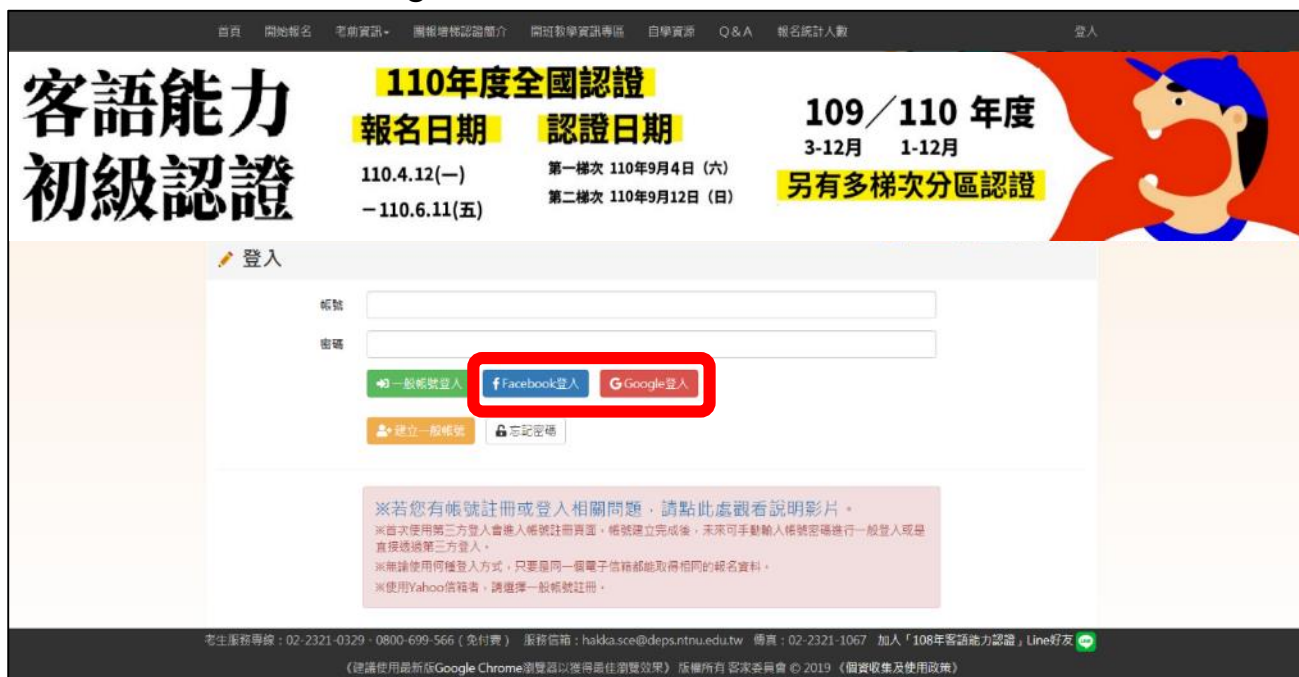 首頁 開始報名 考前資訊 團報增梯認證簡介 開班教學資訊專區 自學資源 Q&A 報名統計人數 登入
客語能力
初級認證
110年度全國認證
報名日期 認證日期
110.4.12(一)
－110.6.11(五)
第一梯次 110年9月4日（六）
第二梯次 110年9月12日（日）
109／110 年度
3-12月 1-12月
另有多梯次分區認證
登入
帳號
密碼
一般帳號登入 Facebook登入 Google登入
建立一般帳號 忘記密碼
※若您有帳號註冊或登入相關問題，請點此處觀看說明影片。
※首次使用第三方登入會進入帳號註冊頁面，帳號建立完成後，未來可手動輸入帳號密碼進行一般登入或是
直接透過第三方登入。
※無論使用何種登入方式，只要是同一個電子信箱都能取得相同的報名資料。
※使用Yahoo信箱者，請選擇一般帳號註冊。
考生服務專線：02-2321-0329、0800-699-566（免付費） 服務信箱：hakka.sce@deps.ntnu.edu.tw 傳真：02-2321-1067 加入「108年客語能力認證」Line好友
《建議使用最新版Google Chrome瀏覽器以獲得最佳瀏覽效果》 版權所有 客家委員會 © 2019 《個資收集及使用政策》